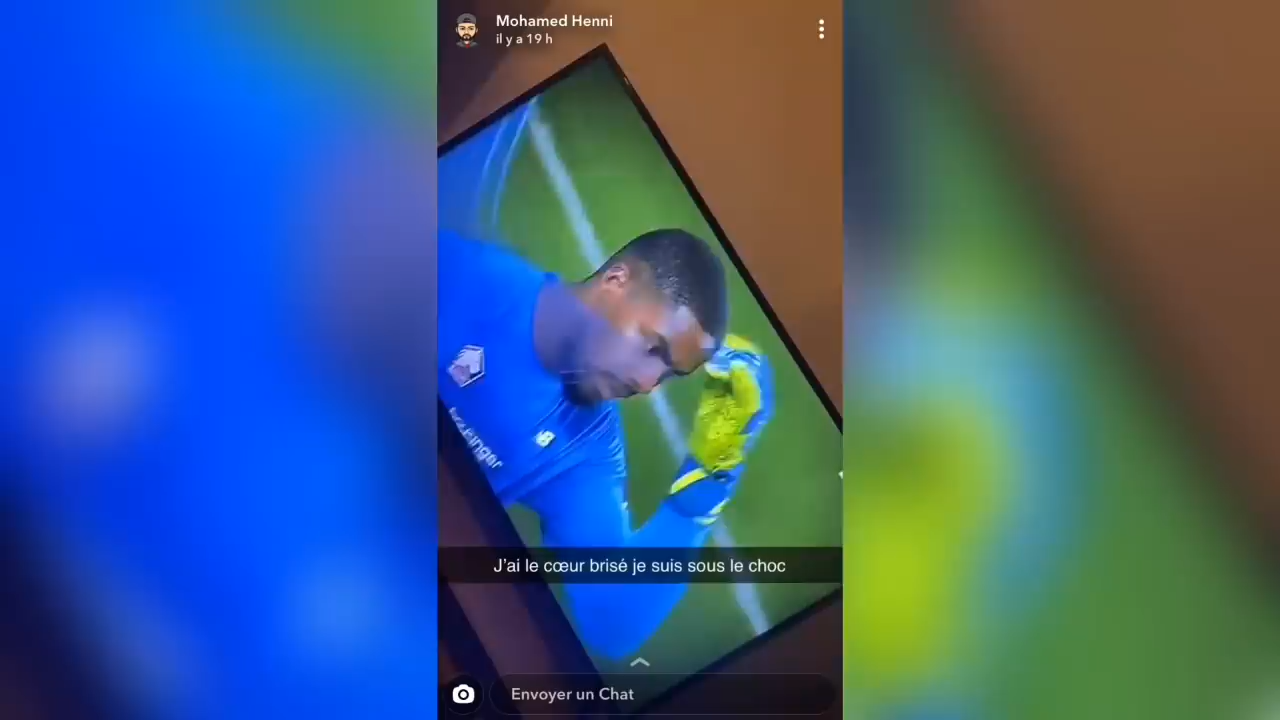 Mohamed Henni
il y a 19 h
J'ai le cœur brisé je suis sous le choc
Envoyer un Chat